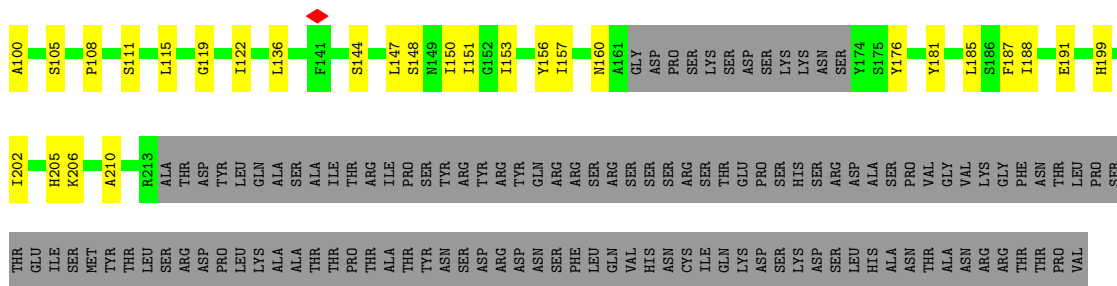 A100 S105 P108 S111 L115 G119 I122 L136 F141 S144 L147 S148 N149 I150 I151 G152 I153 Y156 I157 N160 A161 GLY ASP PRO SER LYS SER ASP SER LYS LYS ASN SER Y174 S175 Y176 Y181 L185 S186 F187 I188 E191 H199
I202 H205 K206 A210 R213 ALA THR ASP TYR LEU GLN ALA SER ALA ILE THR ARG ILE PRO SER TYR ARG TYR ARG TYR GLN ARG ARG SER ARG SER SER SER ARG SER THR GLU PRO SER HIS SER ARG ASP ALA SER PRO VAL GLY VAL LYS GLY PHE ASN THR LEU PRO SER
THR GLU ILE SER MET TYR THR LEU SER ARG ASP PRO LEU LYS ALA ALA THR THR PRO THR ALA THR TYR ASN SER ASP ARG ASP ASN SER PHE LEU GLN VAL HIS ASN CYS ILE GLN LYS ASP SER LYS ASP SER LEU HIS ALA ASN THR ALA ASN ARG ARG THR THR PRO VAL